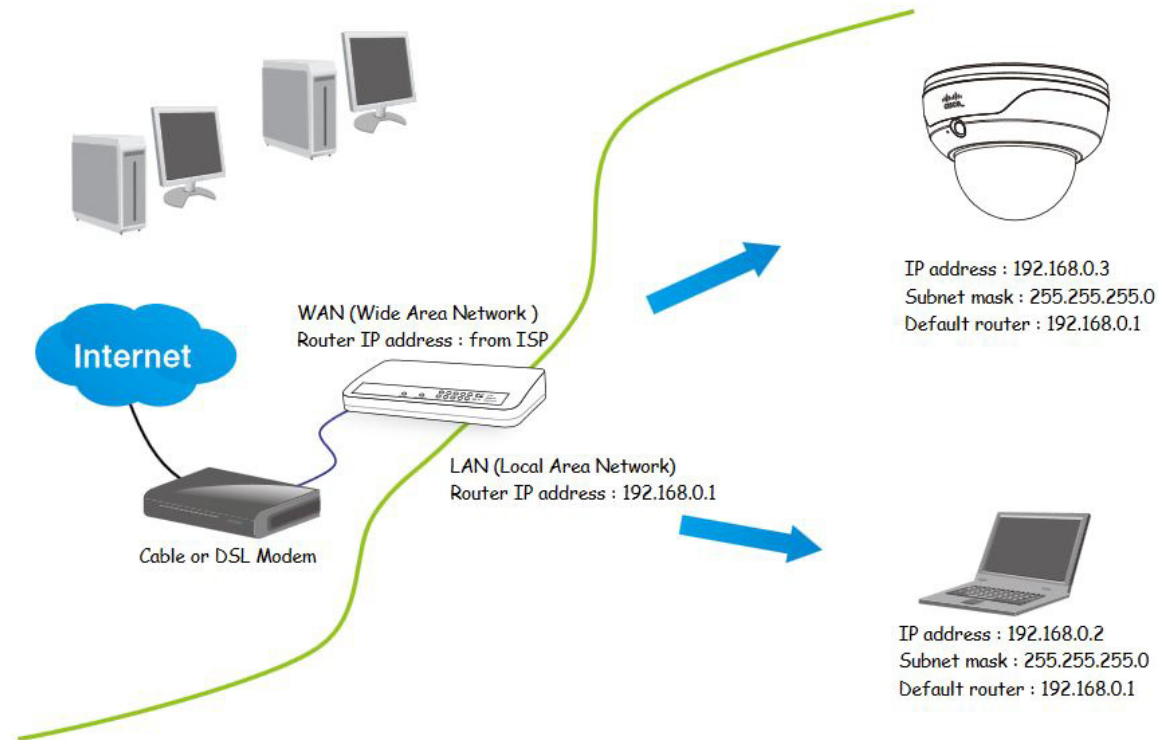 CISCO
IP address : 192.168.0.3
Subnet mask : 255.255.255.0
Default router : 192.168.0.1
WAN (Wide Area Network )
Router IP address : from ISP
Internet
LAN (Local Area Network)
Router IP address : 192.168.0.1
Cable or DSL Modem
IP address : 192.168.0.2
Subnet mask : 255.255.255.0
Default router : 192.168.0.1